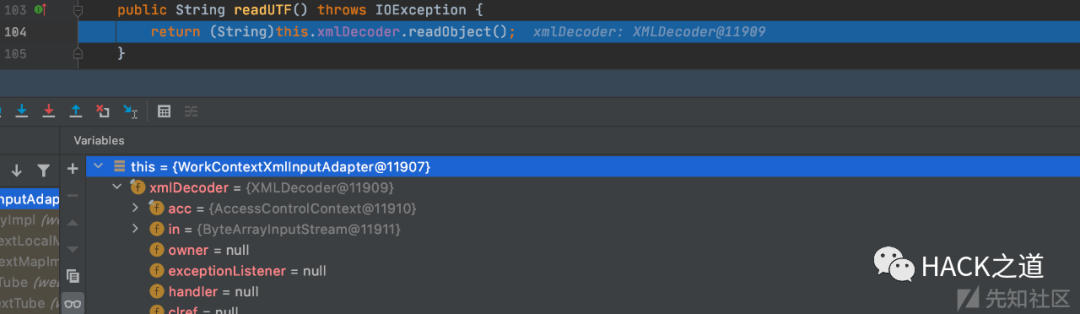 103 public String readUTF() throws IOException {
104 return (String)this.xmlDecoder.readObject(); xmlDecoder: XMLDecoder@11909
105 }
Variables
this = {WorkContextXmlInputAdapter@11907}
nputAdap xmlDecoder = {XMLDecoder@11909}
yImpl (we acc = {AccessControlContext@11910}
extLocalM in = {ByteArrayInputStream@11911}
extMapIm owner = null
Tube (we exceptionListener = null
extTube handler = null
clref = null
HACK之道
先知社区